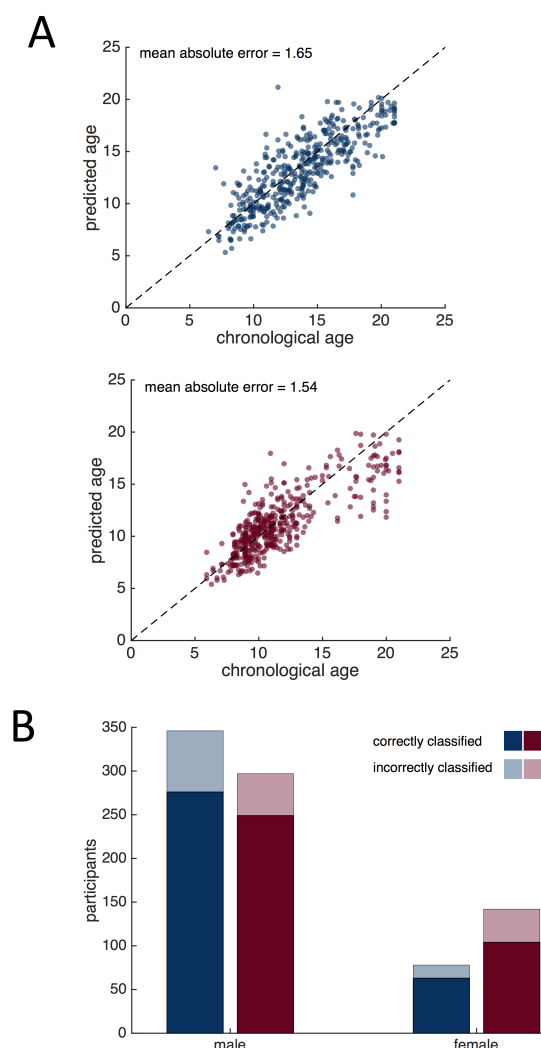 A
mean absolute error = 1.65
predicted age
25
20
15
10
5
0
0 5 10 15 20 25
chronological age
mean absolute error = 1.54
predicted age
25
20
15
10
5
0
0 5 10 15 20 25
chronological age
B
participants
350
300
250
200
150
100
50
0
correctly classified
incorrectly classified
male female